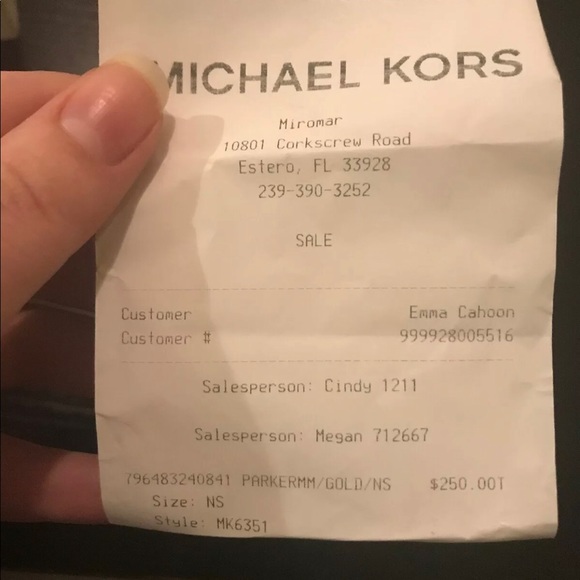 MICHAEL KORS
Miromar
10801 Corkscrew Road
Estero, FL 33928
239-390-3252
SALE
Customer Emma Cahoon
Customer # 999928005516
Salesperson: Cindy 1211
Salesperson: Megan 712667
796483240841 PARKERMM/GOLD/NS $250.00T
Size: NS
Style: MK6351